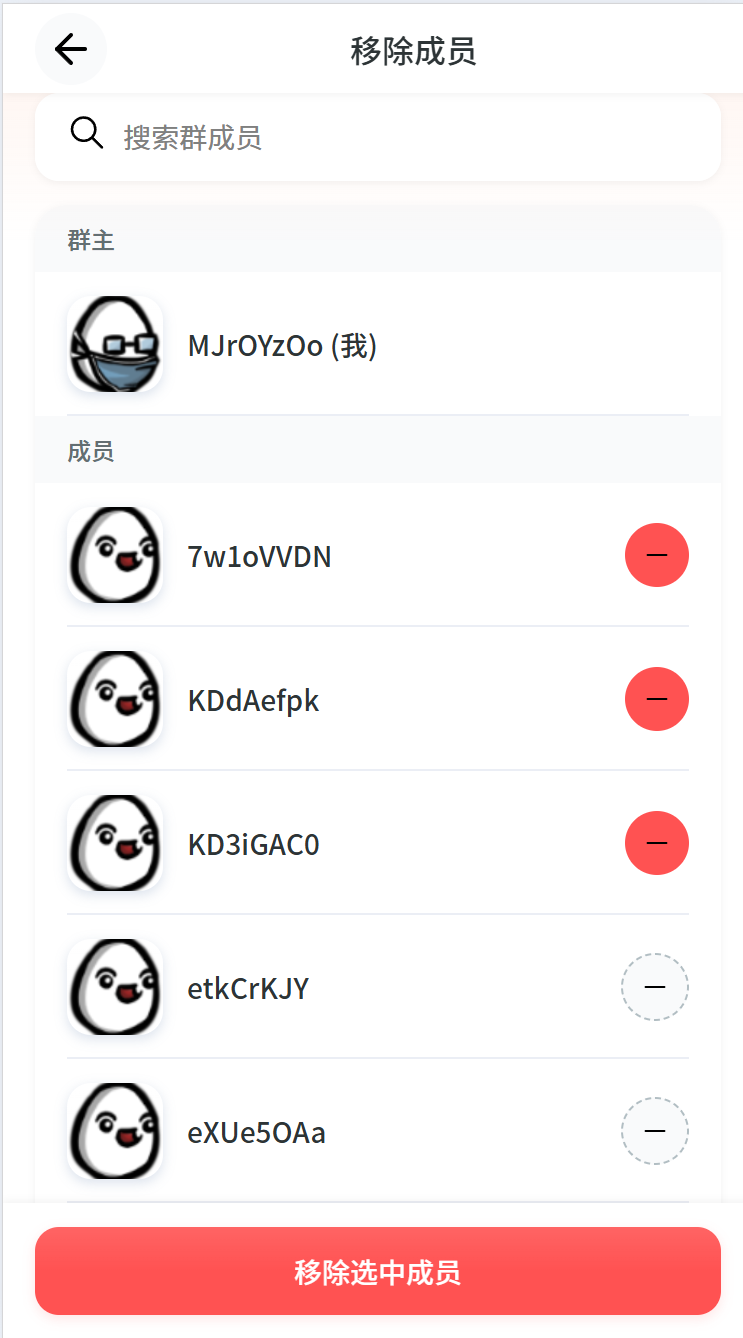 移除成员
搜索群成员
群主
MJrOYzOo (我)
成员
7w1oVVDN
KDdAefpk
KD3iGAC0
etkCrKJY
eXUe5OAa
移除选中成员